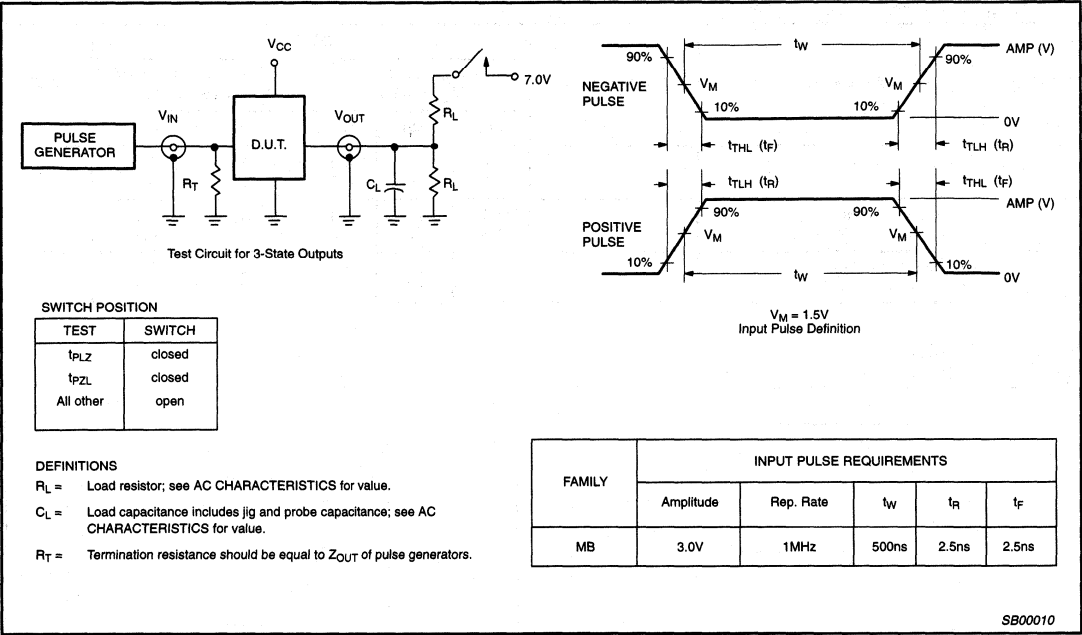 VCC
7.0V
RL
VIN
VOUT
PULSE
GENERATOR
D.U.T.
RT
CL
RL
Test Circuit for 3-State Outputs
NEGATIVE
PULSE
90%
tW
90%
AMP (V)
VM
VM
10%
10%
0V
tTHL (tF)
tTLH (tR)
tTLH (tR)
tTHL (tF)
POSITIVE
PULSE
90%
90%
AMP (V)
VM
VM
10%
tW
10%
0V
VM = 1.5V
Input Pulse Definition
SWITCH POSITION
TEST SWITCH
tPLZ closed
tPZL closed
All other open
DEFINITIONS
RL = Load resistor; see AC CHARACTERISTICS for value.
CL = Load capacitance includes jig and probe capacitance; see AC
CHARACTERISTICS for value.
RT = Termination resistance should be equal to ZOUT of pulse generators.
FAMILY
INPUT PULSE REQUIREMENTS
Amplitude Rep. Rate tW tR tF
MB 3.0V 1MHz 500ns 2.5ns 2.5ns
SB00010